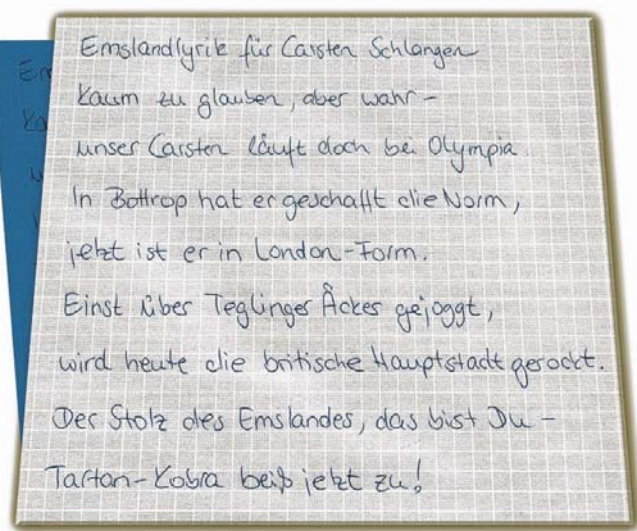 Emslandlyrik für Carsten Schlangen
Kaum zu glauben, aber wahr -
unser Carsten läuft doch bei Olympia.
In Bottrop hat er geschafft die Norm,
jetzt ist er in London-Form.
Einst über Teglinger Äcker gejoggt,
wird heute die britische Hauptstadt gerockt.
Der Stolz des Emslandes, das bist Du -
Tartan-Kobra beiß jetzt zu!